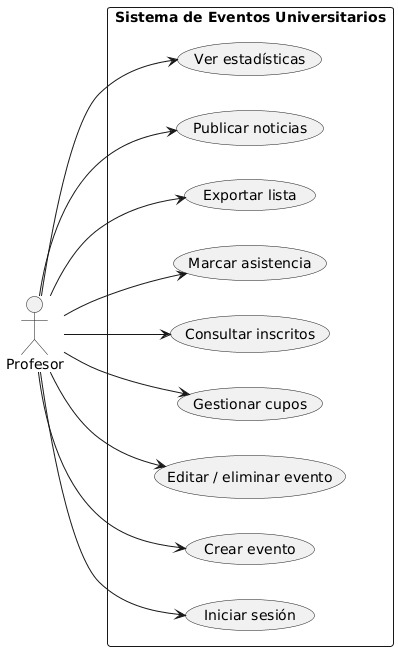 Sistema de Eventos Universitarios
Ver estadísticas
Publicar noticias
Exportar lista
Marcar asistencia
Consultar inscritos
Profesor
Gestionar cupos
Editar / eliminar evento
Crear evento
Iniciar sesión